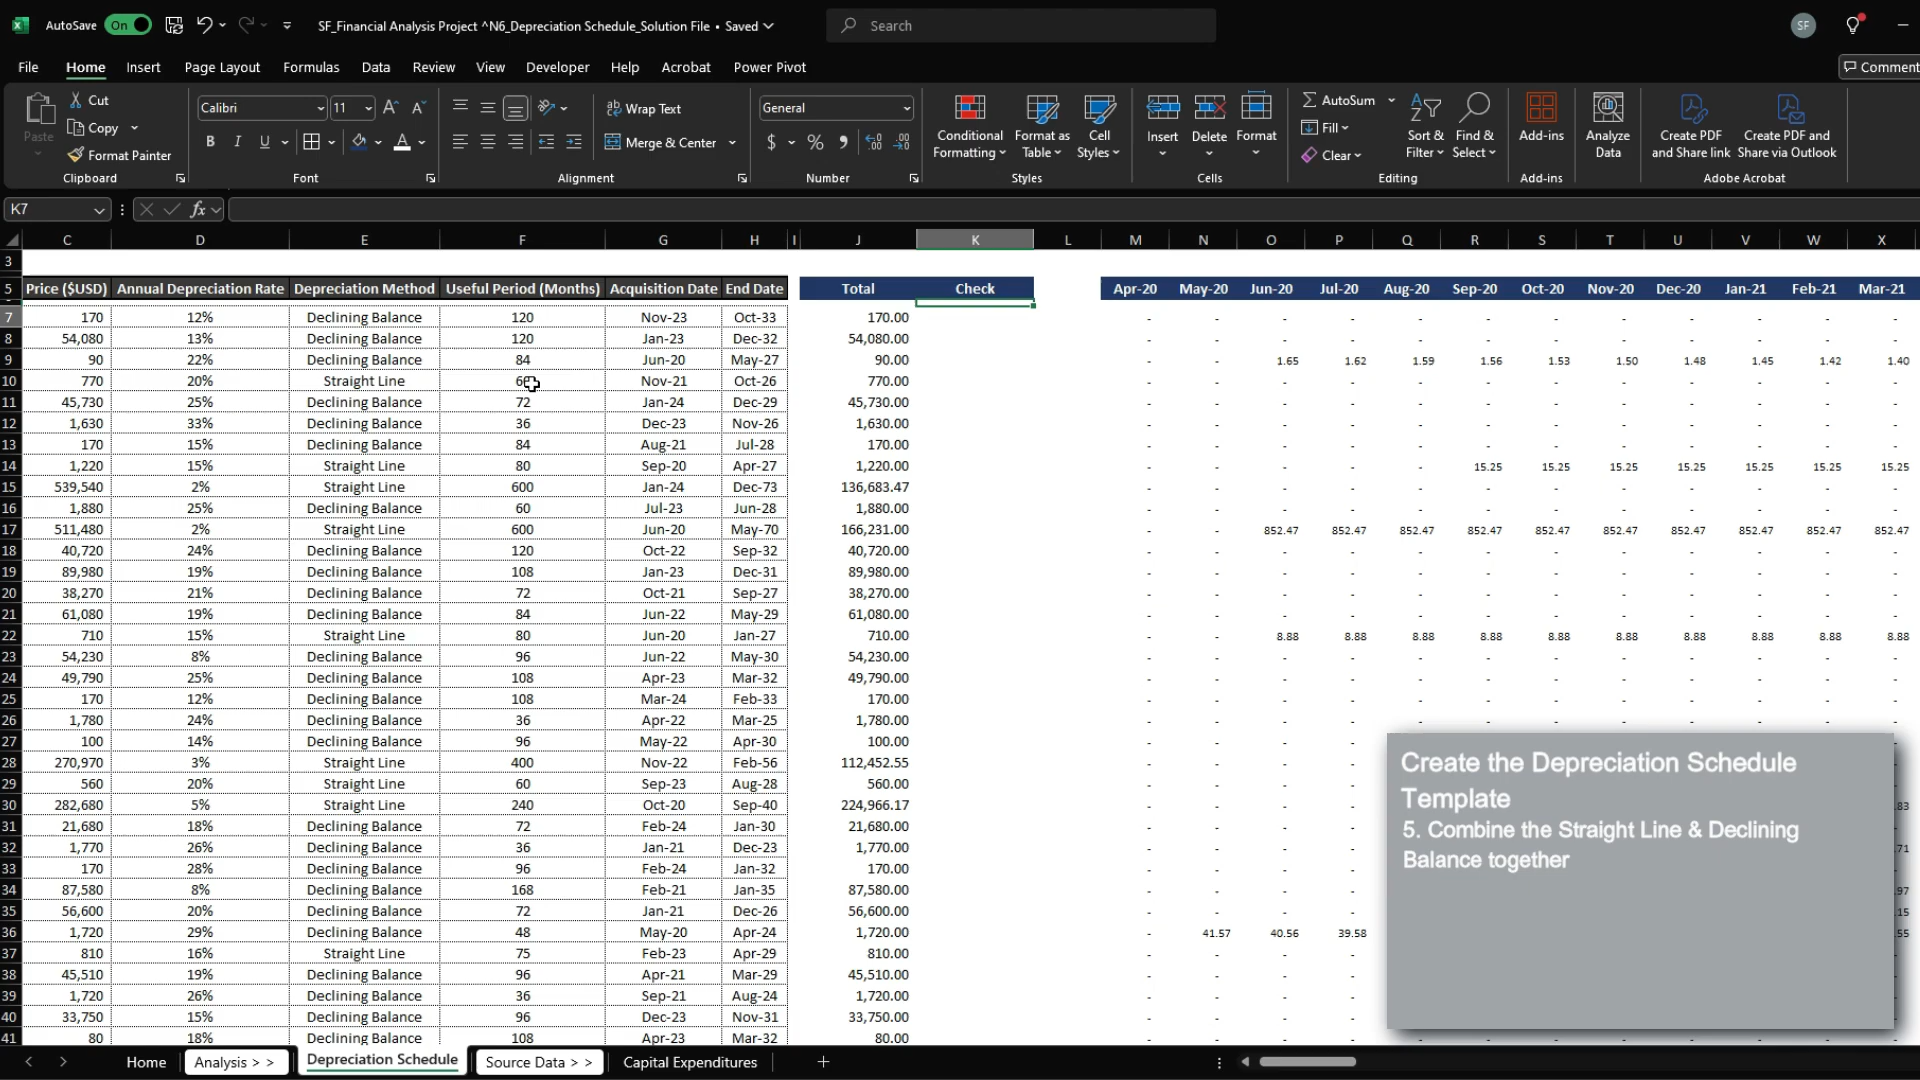 AutoSave On SF_Financial Analysis Project ^N6_Depreciation Schedule_Solution File • Saved Search SF
File Home Insert Page Layout Formulas Data Review View Developer Help Acrobat Power Pivot Comment
Paste Cut Copy Format Painter Clipboard
Calibri 11 B I U A Font
Wrap Text Merge & Center Alignment
General $ % Number
Conditional Formatting Format as Table Cell Styles Styles
Insert Delete Format Cells
AutoSum Fill Clear Sort & Filter Find & Select Editing
Add-ins Add-ins
Analyze Data
Create PDF and Share link Create PDF and Share via Outlook Adobe Acrobat
K7 fx
C D E F G H I J K L M N O P Q R S T U V W X
3
5 Price ($USD) Annual Depreciation Rate Depreciation Method Useful Period (Months) Acquisition Date End Date Total Check Apr-20 May-20 Jun-20 Jul-20 Aug-20 Sep-20 Oct-20 Nov-20 Dec-20 Jan-21 Feb-21 Mar-21
7 170 12% Declining Balance 120 Nov-23 Oct-33 170.00 - - - - - - - - - - - -
8 54,080 13% Declining Balance 120 Jan-23 Dec-32 54,080.00 - - - - - - - - - - - -
9 90 22% Declining Balance 84 Jun-20 May-27 90.00 - - 1.65 1.62 1.59 1.56 1.53 1.50 1.48 1.45 1.42 1.40
10 770 20% Straight Line Nov-21 Oct-26 770.00 - - - - - - - - - - - -
11 45,730 25% Declining Balance 72 Jan-24 Dec-29 45,730.00 - - - - - - - - - - - -
12 1,630 33% Declining Balance 36 Dec-23 Nov-26 1,630.00 - - - - - - - - - - - -
13 170 15% Declining Balance 84 Aug-21 Jul-28 170.00 - - - - - - - - - - - -
14 1,220 15% Straight Line 80 Sep-20 Apr-27 1,220.00 - - - - - 15.25 15.25 15.25 15.25 15.25 15.25 15.25
15 539,540 2% Straight Line 600 Jan-24 Dec-73 136,683.47 - - - - - - - - - - - -
16 1,880 25% Declining Balance 60 Jul-23 Jun-28 1,880.00 - - - - - - - - - - - -
17 511,480 2% Straight Line 600 Jun-20 May-70 166,231.00 - - 852.47 852.47 852.47 852.47 852.47 852.47 852.47 852.47 852.47 852.47
18 40,720 24% Declining Balance 120 Oct-22 Sep-32 40,720.00 - - - - - - - - - - - -
19 89,980 19% Declining Balance 108 Jan-23 Dec-31 89,980.00 - - - - - - - - - - - -
20 38,270 21% Declining Balance 72 Oct-21 Sep-27 38,270.00 - - - - - - - - - - - -
21 61,080 19% Declining Balance 84 Jun-22 May-29 61,080.00 - - - - - - - - - - - -
22 710 15% Straight Line 80 Jun-20 Jan-27 710.00 - - 8.88 8.88 8.88 8.88 8.88 8.88 8.88 8.88 8.88 8.88
23 54,230 8% Declining Balance 96 Jun-22 May-30 54,230.00 - - - - - - - - - - - -
24 49,790 25% Declining Balance 108 Apr-23 Mar-32 49,790.00 - - - - - - - - - - - -
25 170 12% Declining Balance 108 Mar-24 Feb-33 170.00 - - - - - - - - - - - -
26 1,780 24% Declining Balance 36 Apr-22 Mar-25 1,780.00 - - - - - - - - - - - -
27 100 14% Declining Balance 96 May-22 Apr-30 100.00 - - - -
28 270,970 3% Straight Line 400 Nov-22 Feb-56 112,452.55 - - - -
29 560 20% Straight Line 60 Sep-23 Aug-28 560.00 - - - -
30 282,680 5% Straight Line 240 Oct-20 Sep-40 224,966.17 - - - - 83
31 21,680 18% Declining Balance 72 Feb-24 Jan-30 21,680.00 - - - -
32 1,770 26% Declining Balance 36 Jan-21 Dec-23 1,770.00 - - - - 71
33 170 28% Declining Balance 96 Feb-24 Jan-32 170.00 - - - -
34 87,580 8% Declining Balance 168 Feb-21 Jan-35 87,580.00 - - - - 97
35 56,600 20% Declining Balance 72 Jan-21 Dec-26 56,600.00 - - - - 15
36 1,720 29% Declining Balance 48 May-20 Apr-24 1,720.00 - 41.57 40.56 39.58 55
37 810 16% Straight Line 75 Feb-23 Apr-29 810.00 - - - -
38 45,510 19% Declining Balance 96 Apr-21 Mar-29 45,510.00 - - - -
39 1,720 26% Declining Balance 36 Sep-21 Aug-24 1,720.00 - - - -
40 33,750 15% Declining Balance 96 Dec-23 Nov-31 33,750.00 - - - -
41 80 18% Declining Balance 108 Apr-23 Mar-32 80.00 - - - -
Create the Depreciation Schedule
Template
5. Combine the Straight Line & Declining
Balance together
Home Analysis > > Depreciation Schedule Source Data > > Capital Expenditures +